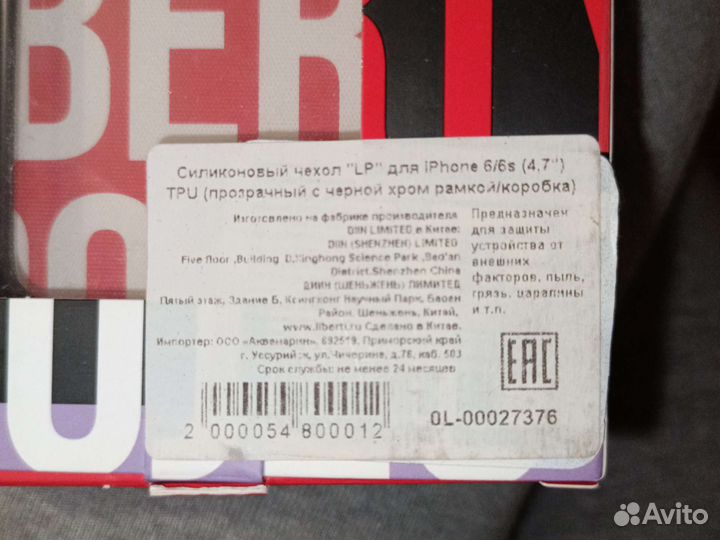 BER
Силиконовый чехол "LP" для iPhone 6/6s (4,7")
TPU (прозрачный с черной хром рамкой/коробка)
Изготовлено на фабрике производителя
DIIN LIMITED в Китае:
DIIN (SHENZHEN) LIMITED
Five floor ,Building D,Xinghong Science Park ,Bao'an
District,Shenzhen China
ДИИН (ШЕНЬЖЕНЬ) ЛИМИТЕД
Пятый этаж, Здание Б, Ксингконг Научный Парк, Баоен
Район, Шеньжень, Китай,
www.liberti.ru Сделано в Китае.
Импортер: ООО «Аквенарин», 692519, Приморский край
г. Уссурийск, ул. Чичерина, д.76, каб. 503
Срок службы: не менее 24 месяцев
Предназначен
для защиты
устройства от
внешних
факторов, пыль,
грязь, царапины
и т.п.
EAC
2 000054 800012
0L-00027376
Avito